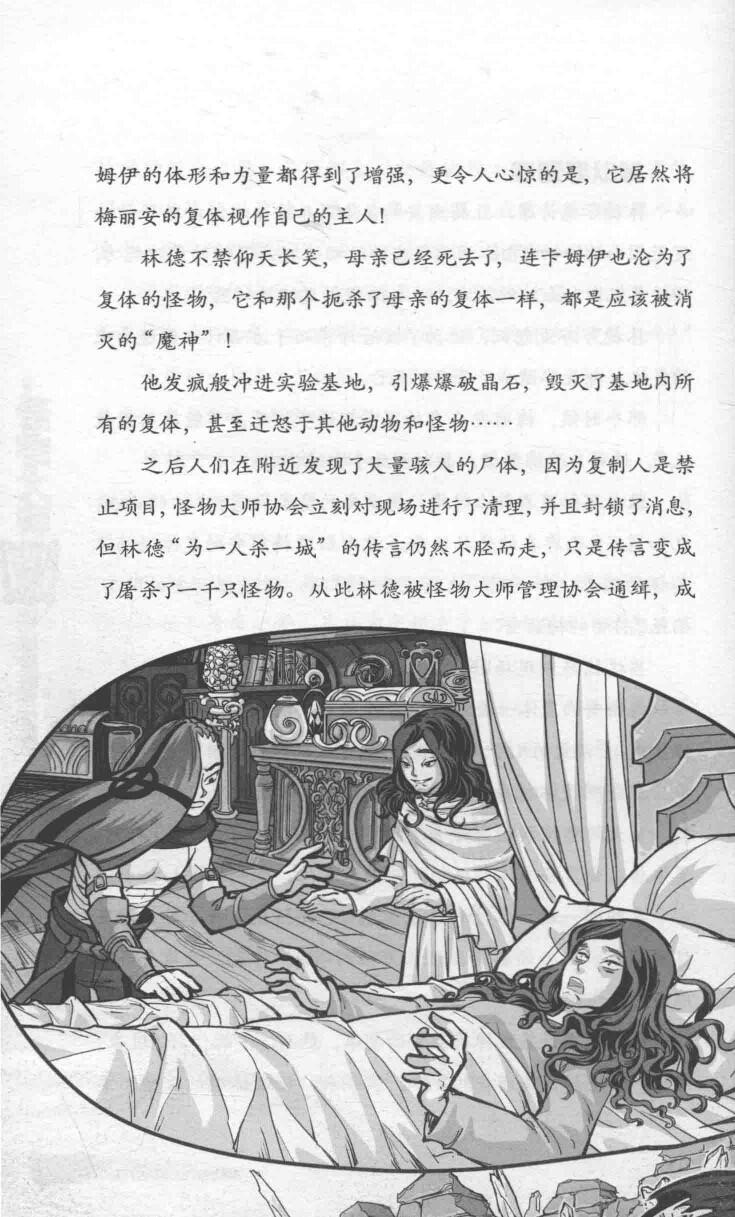 姆伊的体形和力量都得到了增强，更令人心惊的是，它居然将
梅丽安的复体视作自己的主人！
林德不禁仰天长笑，母亲已经死去了，连卡姆伊也沦为了
复体的怪物，它和那个扼杀了母亲的复体一样，都是应该被消
灭的“魔神”！
他发疯般冲进实验基地，引爆爆破晶石，毁灭了基地内所
有的复体，甚至迁怒于其他动物和怪物……
之后人们在附近发现了大量骇人的尸体，因为复制人是禁
止项目，怪物大师协会立刻对现场进行了清理，并且封锁了消息，
但林德“为一人杀一城”的传言仍然不胫而走，只是传言变成
了屠杀了一千只怪物。从此林德被怪物大师管理协会通缉，成